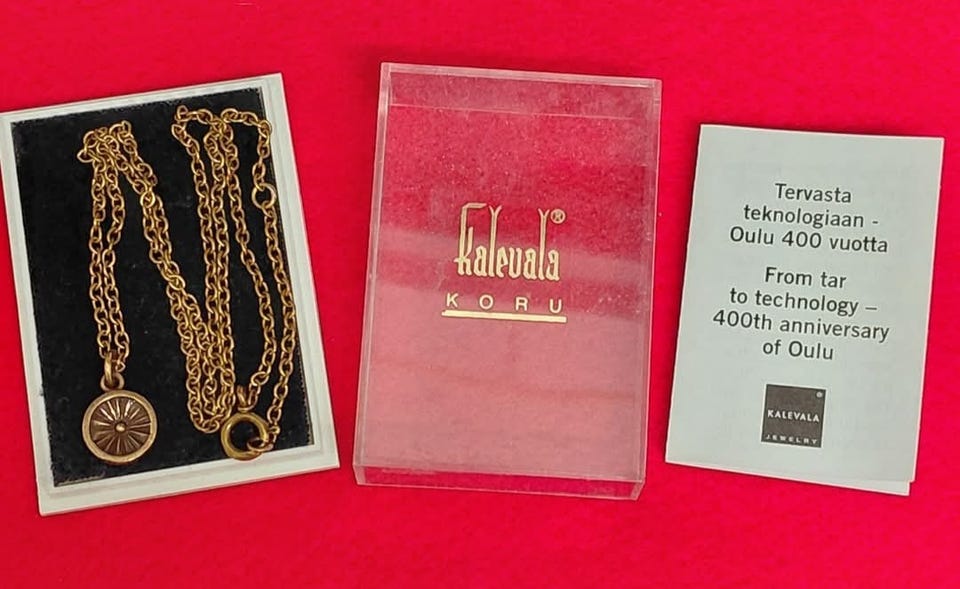 Kalevala®
KORU
Tervasta
teknologiaan -
Oulu 400 vuotta
From tar
to technology –
400th anniversary
of Oulu
®
KALEVALA
JEWELRY